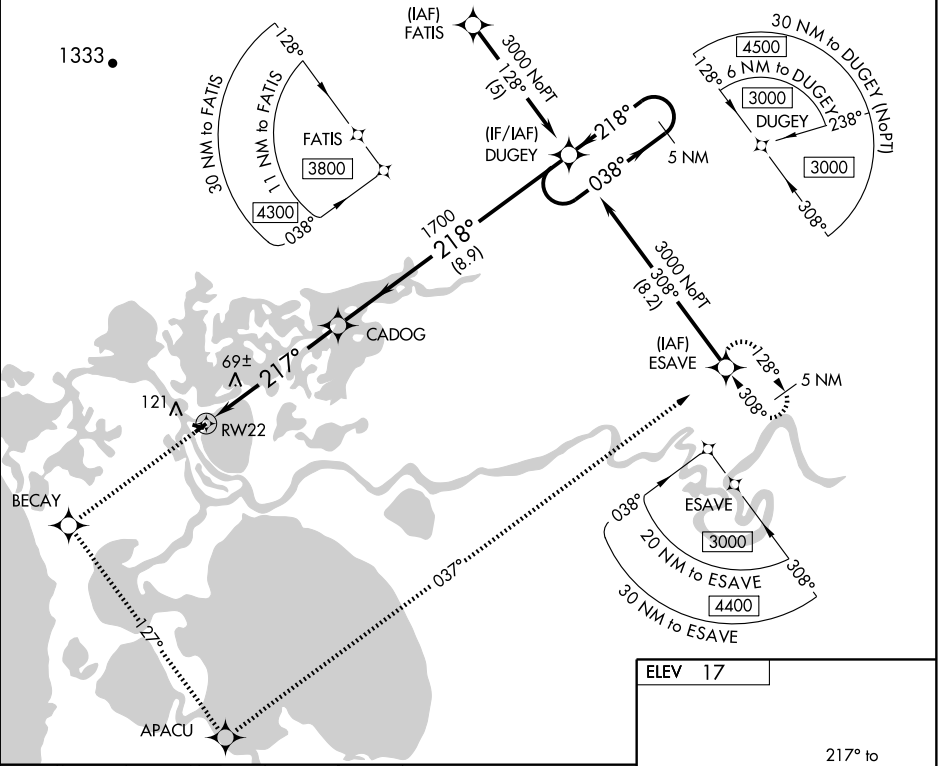 (IAF)
FATIS
3000 NoPT
128°
(5)
1333
128°
30 NM to FATIS
11 NM to FATIS
FATIS
3800
4300
038°
(IF/IAF)
DUGEY
218°
038°
5 NM
30 NM to DUGEY (NoPT)
4500
6 NM to DUGEY
128°
3000
DUGEY
238°
3000
308°
1700
218°
(8.9)
3000 NoPT
308°
(8.2)
CADOG
217°
69±
121
RW22
(IAF)
ESAVE
128°
308°
5 NM
BECAY
127°
037°
APACU
038°
ESAVE
3000
308°
20 NM to ESAVE
4400
30 NM to ESAVE
ELEV 17
217° to